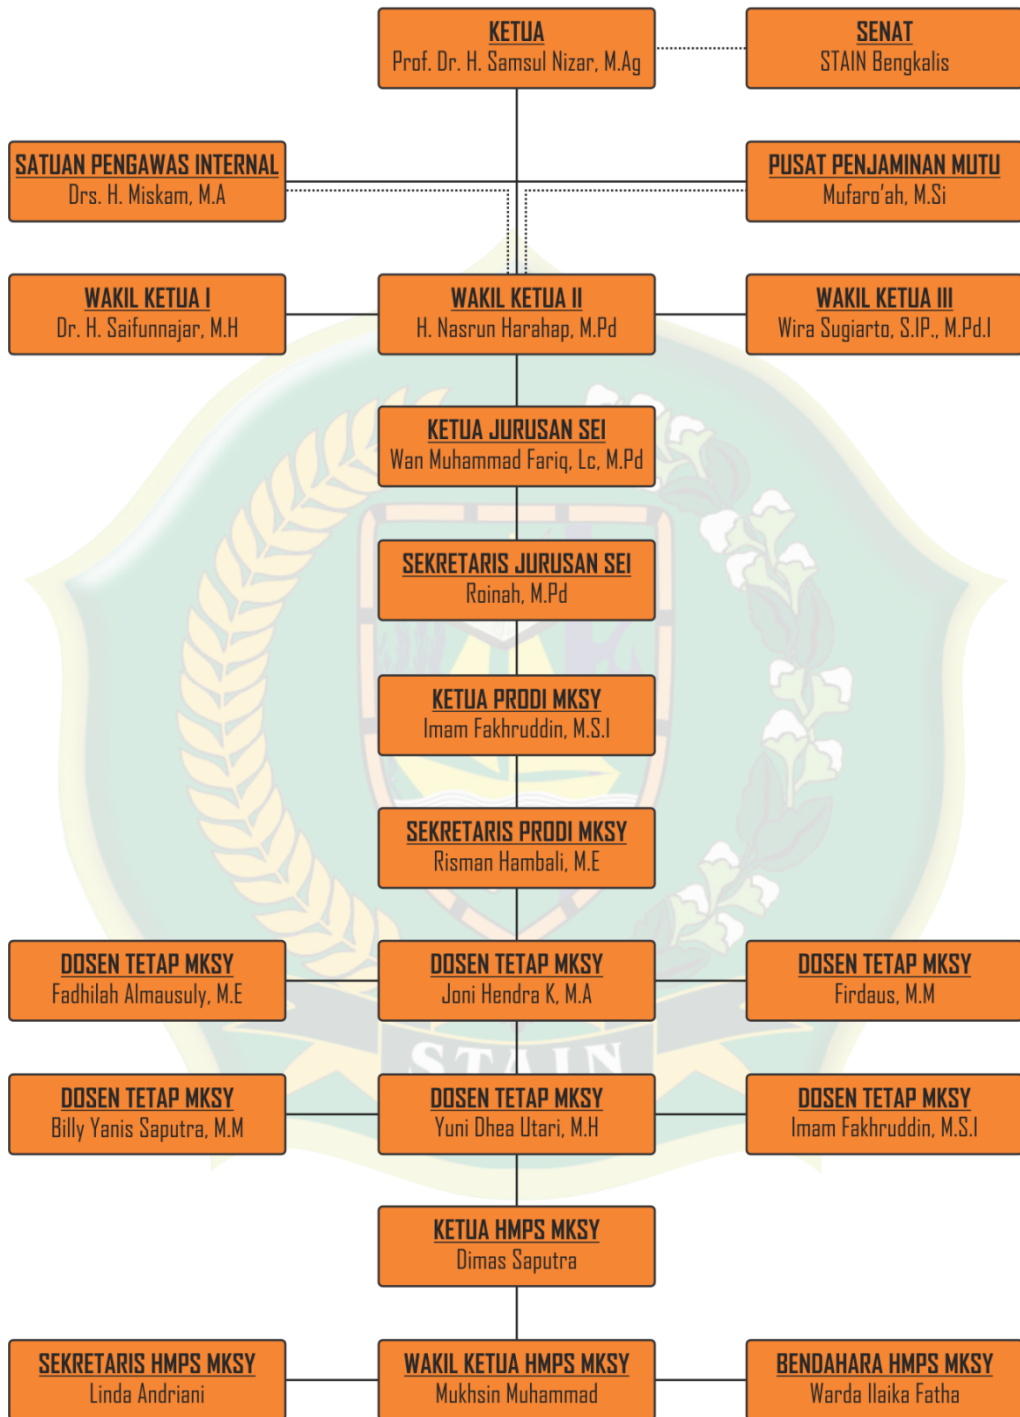 KETUA
Prof. Dr. H. Samsul Nizar, M.Ag
SENAT
STAIN Bengkalis
SATUAN PENGAWAS INTERNAL
Drs. H. Miskam, M.A
PUSAT PENJAMINAN MUTU
Mufaro'ah, M.Si
WAKIL KETUA I
Dr. H. Saifunnajar, M.H
WAKIL KETUA II
H. Nasrun Harahap, M.Pd
WAKIL KETUA III
Wira Sugiarto, S.IP., M.Pd.I
KETUA JURUSAN SEI
Wan Muhammad Fariq, Lc, M.Pd
SEKRETARIS JURUSAN SEI
Roinah, M.Pd
KETUA PRODI MKSY
Imam Fakhruddin, M.S.I
SEKRETARIS PRODI MKSY
Risman Hambali, M.E
DOSEN TETAP MKSY
Fadhilah Almausuly, M.E
DOSEN TETAP MKSY
Joni Hendra K, M.A
DOSEN TETAP MKSY
Firdaus, M.M
STAIN
DOSEN TETAP MKSY
Billy Yanis Saputra, M.M
DOSEN TETAP MKSY
Yuni Dhea Utari, M.H
DOSEN TETAP MKSY
Imam Fakhruddin, M.S.I
KETUA HMPS MKSY
Dimas Saputra
SEKRETARIS HMPS MKSY
Linda Andriani
WAKIL KETUA HMPS MKSY
Mukhsin Muhammad
BENDAHARA HMPS MKSY
Warda Ilaika Fatha